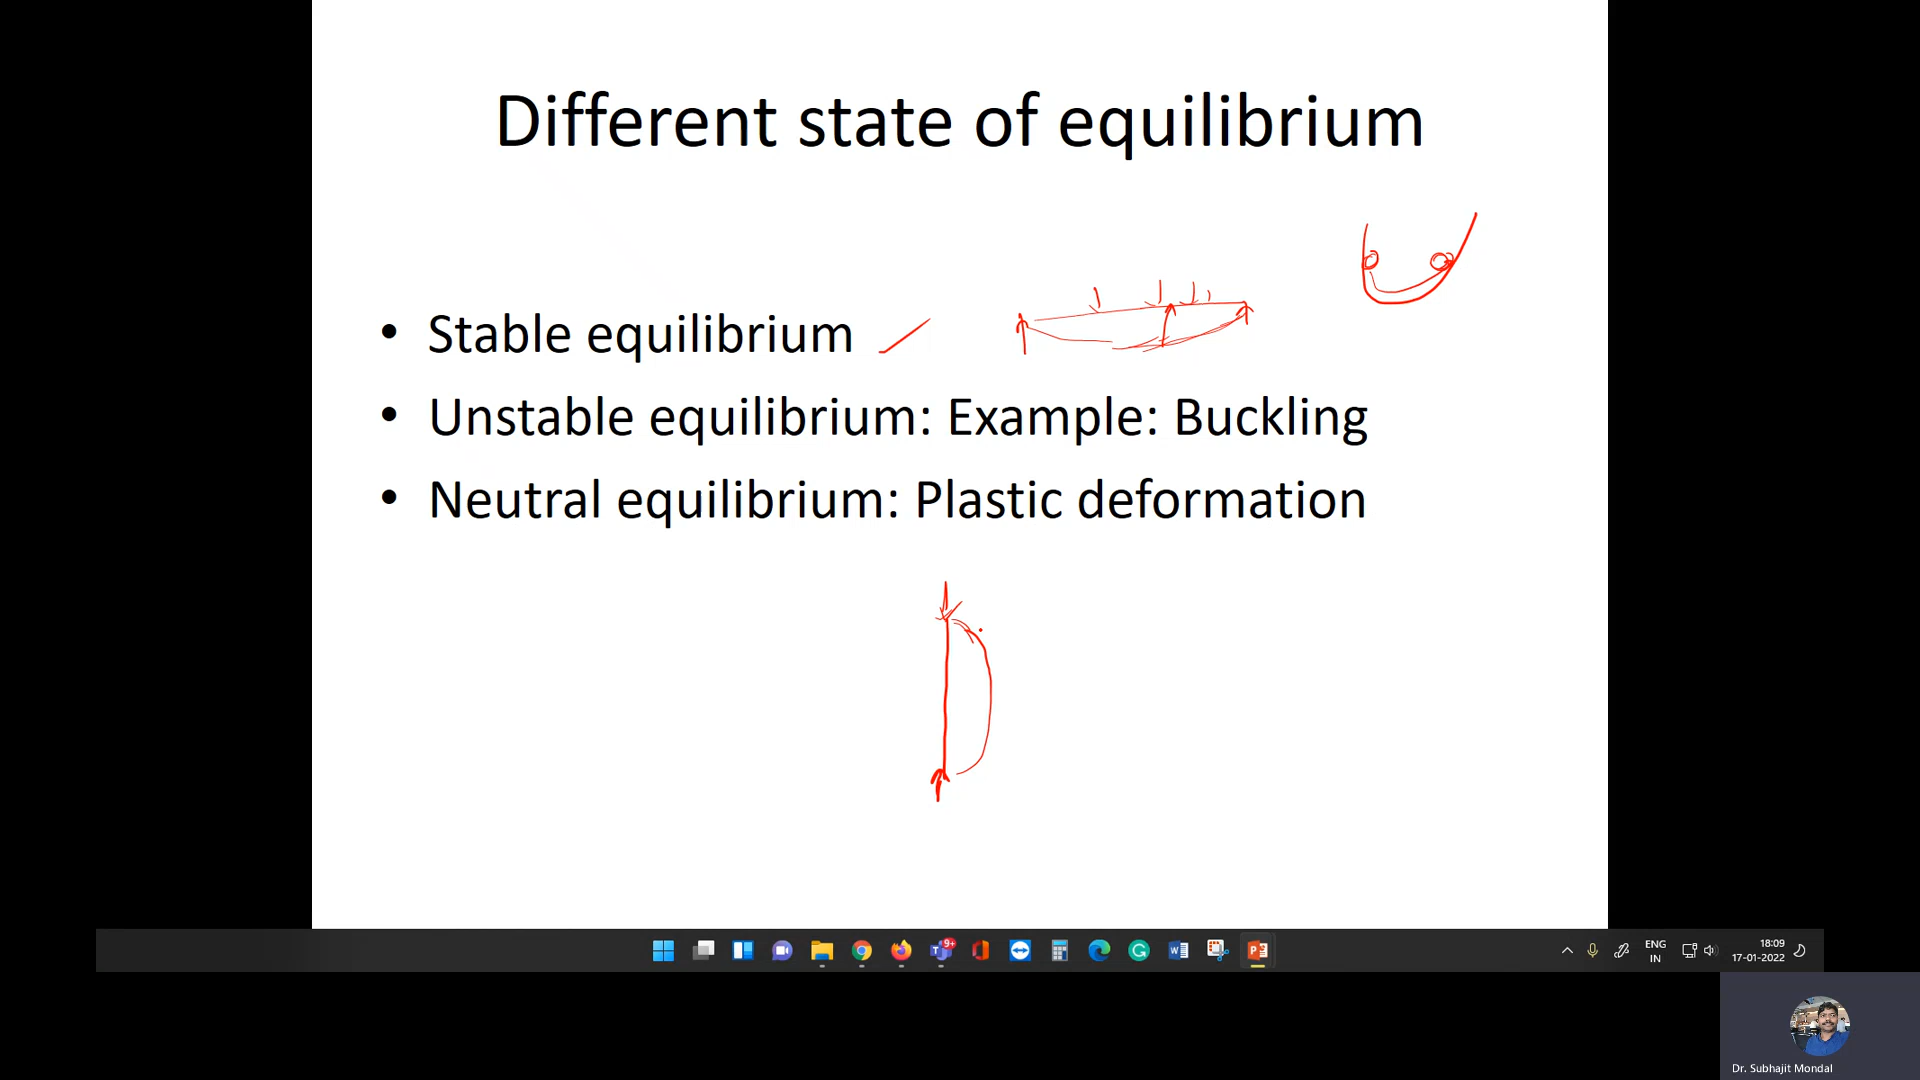 Different state of equilibrium
• Stable equilibrium
• Unstable equilibrium: Example: Buckling
• Neutral equilibrium: Plastic deformation
9+
ENG
IN
18:09
17-01-2022
Dr. Subhajit Mondal